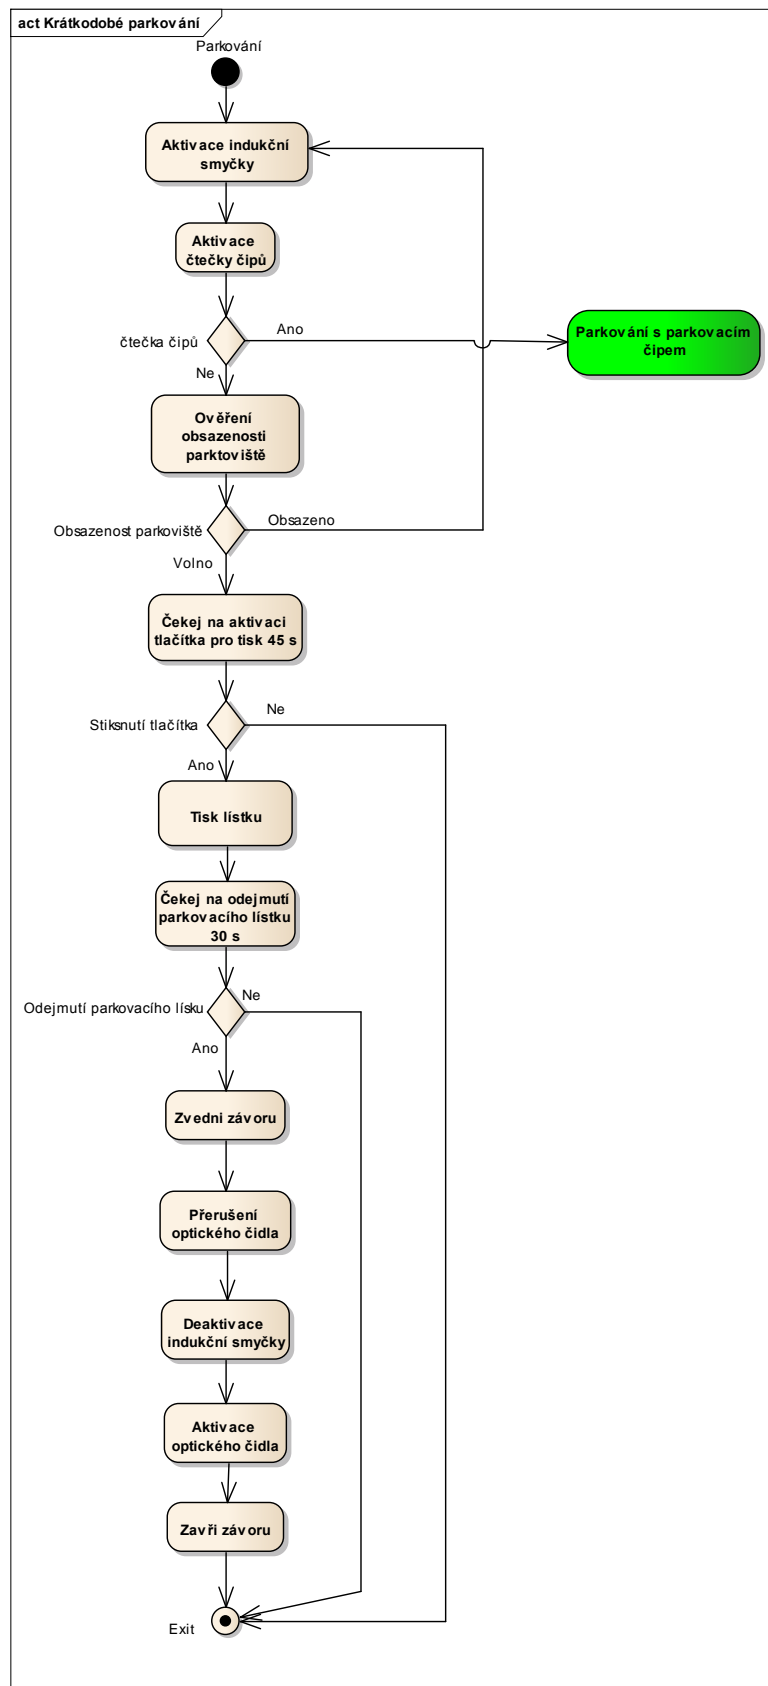 act Krátkodobé parkování
Parkování
Aktivace indukční
smyčky
Aktivace
čtečky čipů
čtečka čipů
Ano
Parkování s parkovacím
čipem
Ne
Ověření
obsazenosti
parktoviště
Obsazenost parkoviště
Obsazeno
Volno
Čekej na aktivaci
tlačítka pro tisk 45 s
Stiksnutí tlačítka
Ne
Ano
Tisk lístku
Čekej na odejmutí
parkovacího lístku
30 s
Odejmutí parkovacího lísku
Ne
Ano
Zvedni závoru
Přerušení
optického čidla
Deaktivace
indukční smyčky
Aktivace
optického čidla
Zavři závoru
Exit